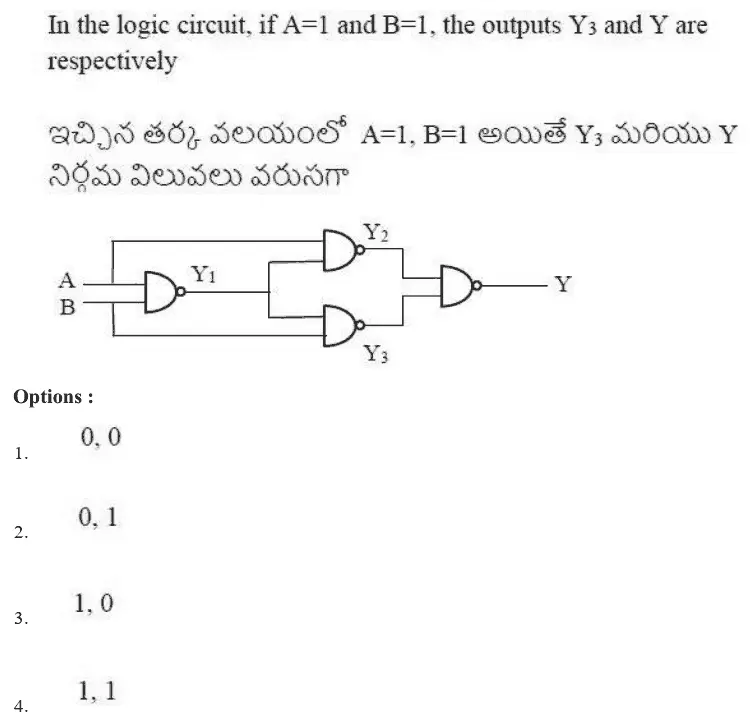 In the logic circuit, if A=1 and B=1, the outputs Y3 and Y are
respectively
ఇచ్చిన తర్క వలయంలో A=1, B=1 అయితే Y3 మరియు Y
నిర్గమ విలువలు వరుసగా
Y2
A
Y1
Y
B
Y3
Options :
1. 0, 0
2. 0, 1
3. 1, 0
4. 1, 1